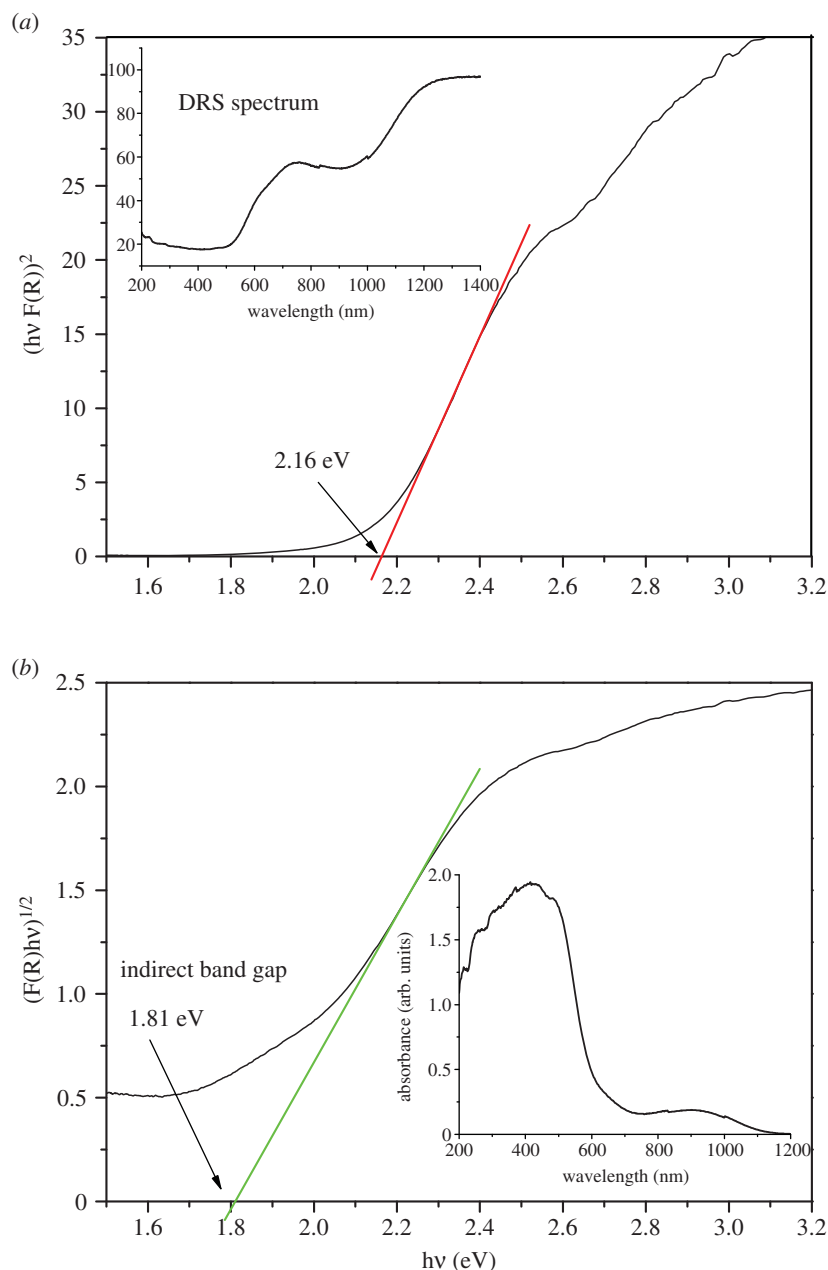 (a)
35
30
25
20
15
10
5
0
(hν F(R))²
100
80
60
40
20
DRS spectrum
200 400 600 800 1000 1200 1400
wavelength (nm)
2.16 eV
1.6 1.8 2.0 2.2 2.4 2.6 2.8 3.0 3.2
(b)
2.5
2.0
1.5
1.0
0.5
0
(F(R)hν)¹/²
indirect band gap
1.81 eV
2.0
1.5
1.0
0.5
0
absorbance (arb. units)
200 400 600 800 1000 1200
wavelength (nm)
1.6 1.8 2.0 2.2 2.4 2.6 2.8 3.0 3.2
hν (eV)